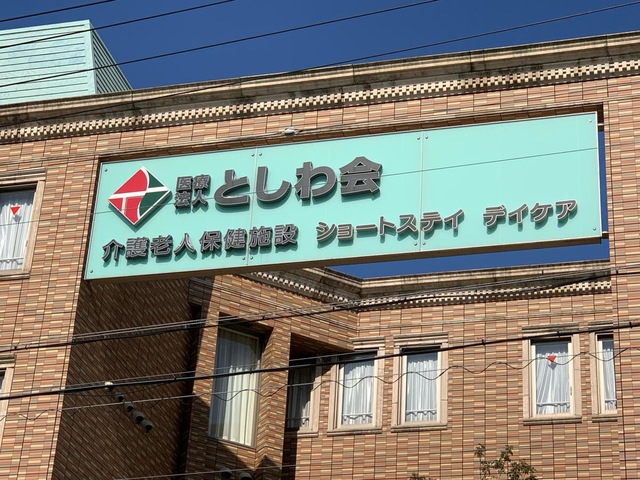 医療法人 としわ会
介護老人保健施設 ショートステイ デイケア